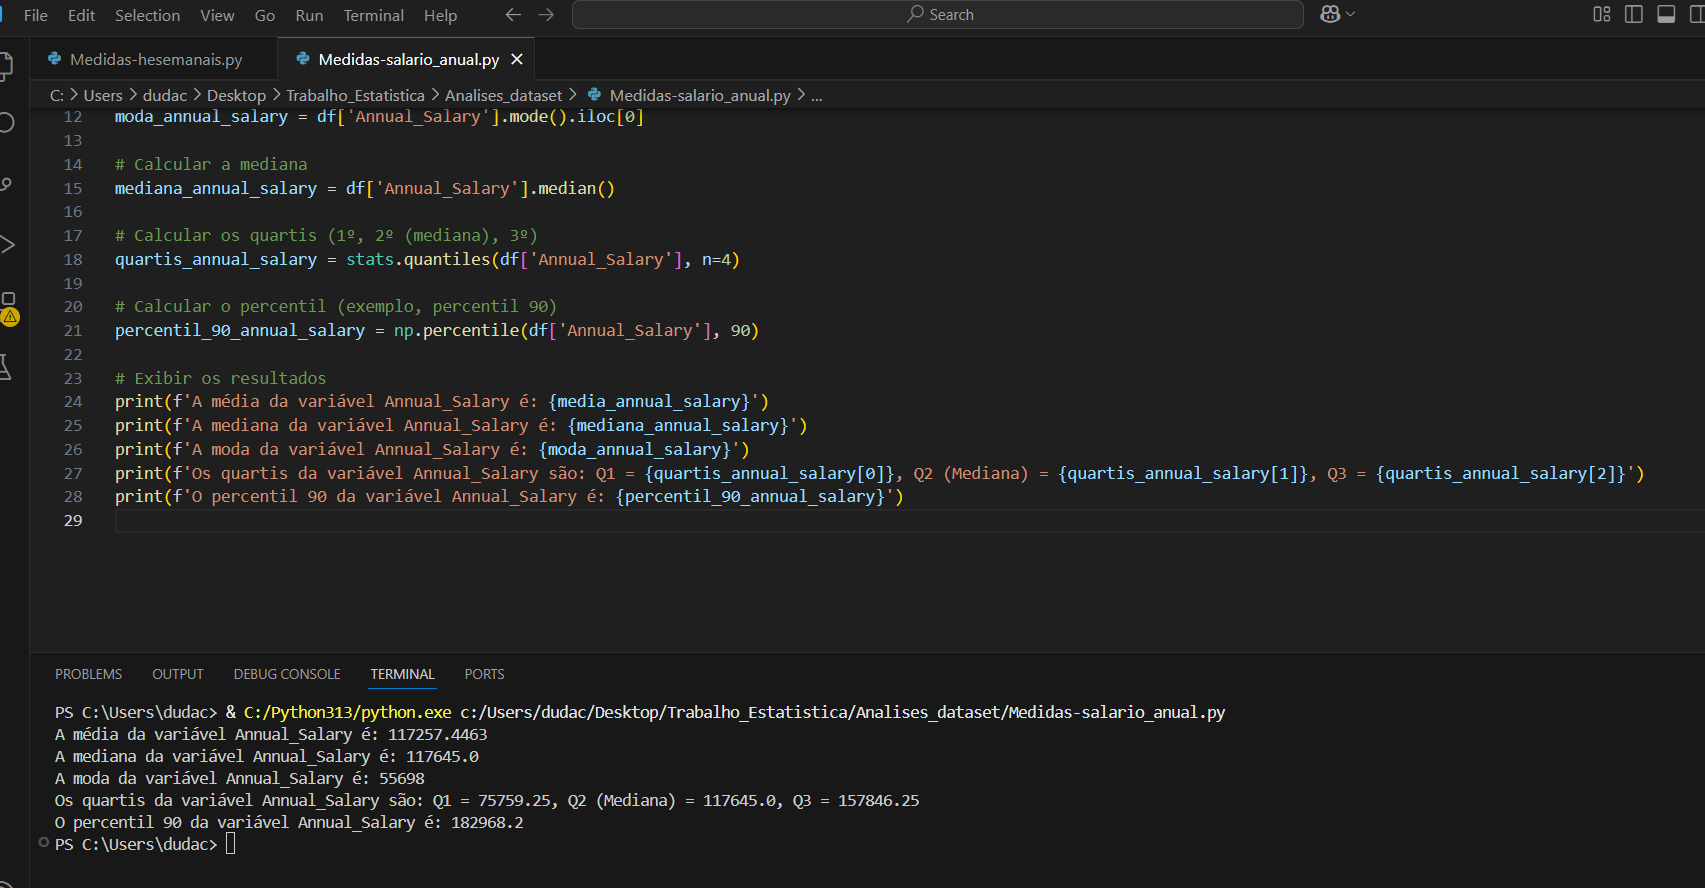 File Edit Selection View Go Run Terminal Help Search
Medidas-hesemanais.py Medidas-salario_anual.py
C: > Users > dudac > Desktop > Trabalho_Estatistica > Analises_dataset > Medidas-salario_anual.py > ...
12 moda_annual_salary = df['Annual_Salary'].mode().iloc[0]
13
14 # Calcular a mediana
15 mediana_annual_salary = df['Annual_Salary'].median()
16
17 # Calcular os quartis (1º, 2º (mediana), 3º)
18 quartis_annual_salary = stats.quantiles(df['Annual_Salary'], n=4)
19
20 # Calcular o percentil (exemplo, percentil 90)
21 percentil_90_annual_salary = np.percentile(df['Annual_Salary'], 90)
22
23 # Exibir os resultados
24 print(f'A média da variável Annual_Salary é: {media_annual_salary}')
25 print(f'A mediana da variável Annual_Salary é: {mediana_annual_salary}')
26 print(f'A moda da variável Annual_Salary é: {moda_annual_salary}')
27 print(f'Os quartis da variável Annual_Salary são: Q1 = {quartis_annual_salary[0]}, Q2 (Mediana) = {quartis_annual_salary[1]}, Q3 = {quartis_annual_salary[2]}')
28 print(f'O percentil 90 da variável Annual_Salary é: {percentil_90_annual_salary}')
29
PROBLEMS OUTPUT DEBUG CONSOLE TERMINAL PORTS
PS C:\Users\dudac> & C:/Python313/python.exe c:/Users/dudac/Desktop/Trabalho_Estatistica/Analises_dataset/Medidas-salario_anual.py
A média da variável Annual_Salary é: 117257.4463
A mediana da variável Annual_Salary é: 117645.0
A moda da variável Annual_Salary é: 55698
Os quartis da variável Annual_Salary são: Q1 = 75759.25, Q2 (Mediana) = 117645.0, Q3 = 157846.25
O percentil 90 da variável Annual_Salary é: 182968.2
PS C:\Users\dudac>